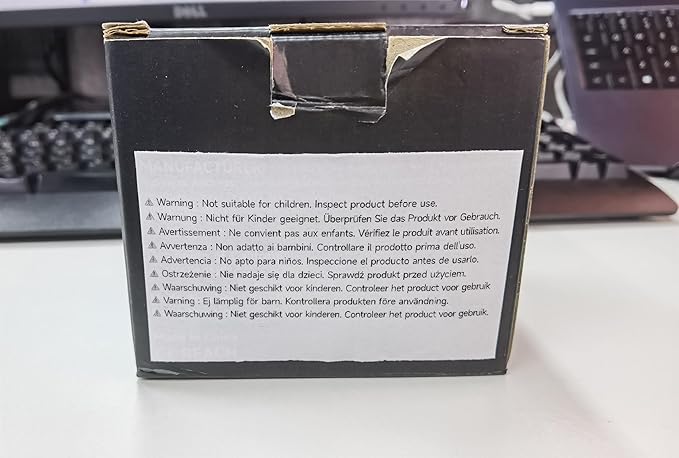 DELL
MANUFACTURER
⚠ Warning : Not suitable for children. Inspect product before use.
⚠ Warnung : Nicht für Kinder geeignet. Überprüfen Sie das Produkt vor Gebrauch.
⚠ Avertissement : Ne convient pas aux enfants. Vérifiez le produit avant utilisation.
⚠ Avvertenza : Non adatto ai bambini. Controllare il prodotto prima dell'uso.
⚠ Advertencia : No apto para niños. Inspeccione el producto antes de usarlo.
⚠ Ostrzeżenie : Nie nadaje się dla dzieci. Sprawdź produkt przed użyciem.
⚠ Waarschuwing : Niet geschikt voor kinderen. Controleer het product voor gebruik
⚠ Varning : Ej lämplig för barn. Kontrollera produkten före användning.
⚠ Waarschuwing : Niet geschikt voor kinderen. Controleer het product voor gebruik.